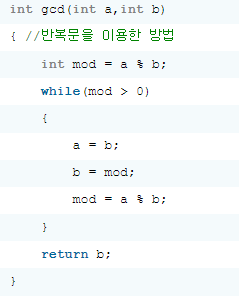 int gcd(int a,int b)
{ //반복문을 이용한 방법
    int mod = a % b;
    while(mod > 0)
    {
        a = b;
        b = mod;
        mod = a % b;
    }
    return b;
}